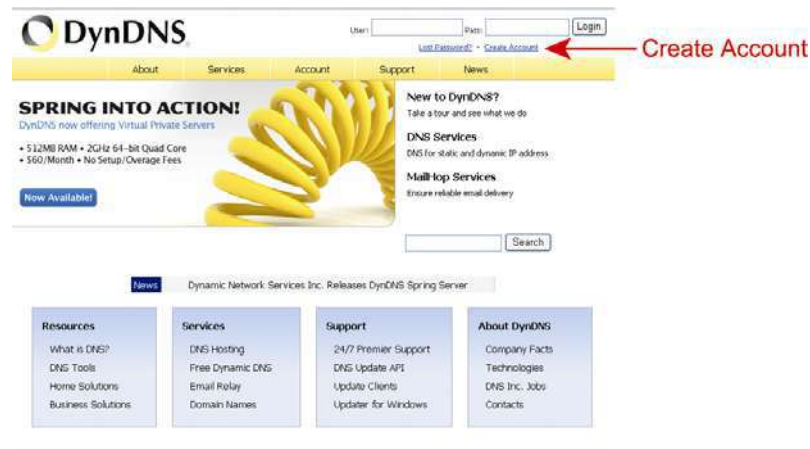 DynDNS
User: Pass: Login
Lost Password? • Create Account
Create Account
About Services Account Support News
SPRING INTO ACTION!
DynDNS now offering Virtual Private Servers
• 512MB RAM • 2GHz 64-bit Quad Core
• $60/Month • No Setup/Overage Fees
Now Available!
New to DynDNS?
Take a tour and see what we do
DNS Services
DNS for static and dynamic IP address
MailHop Services
Ensure reliable email delivery
Search
News Dynamic Network Services Inc. Releases DynDNS Spring Server
Resources
What is DNS?
DNS Tools
Home Solutions
Business Solutions
Services
DNS Hosting
Free Dynamic DNS
Email Relay
Domain Names
Support
24/7 Premier Support
DNS Update API
Update Clients
Updater for Windows
About DynDNS
Company Facts
Technologies
DNS Inc. Jobs
Contacts